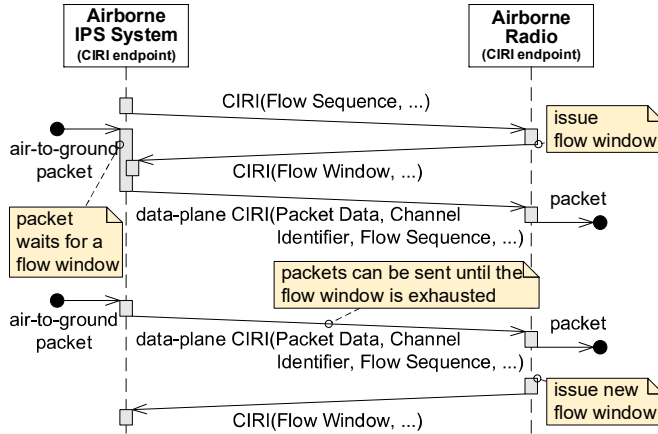 Airborne
IPS System
(CIRI endpoint)
Airborne
Radio
(CIRI endpoint)
CIRI(Flow Sequence, ...)
issue
flow window
air-to-ground
packet
CIRI(Flow Window, ...)
packet
waits for a
flow window
data-plane CIRI(Packet Data, Channel
Identifier, Flow Sequence, ...)
packet
packets can be sent until the
flow window is exhausted
air-to-ground
packet
data-plane CIRI(Packet Data, Channel
Identifier, Flow Sequence, ...)
packet
issue new
flow window
CIRI(Flow Window, ...)